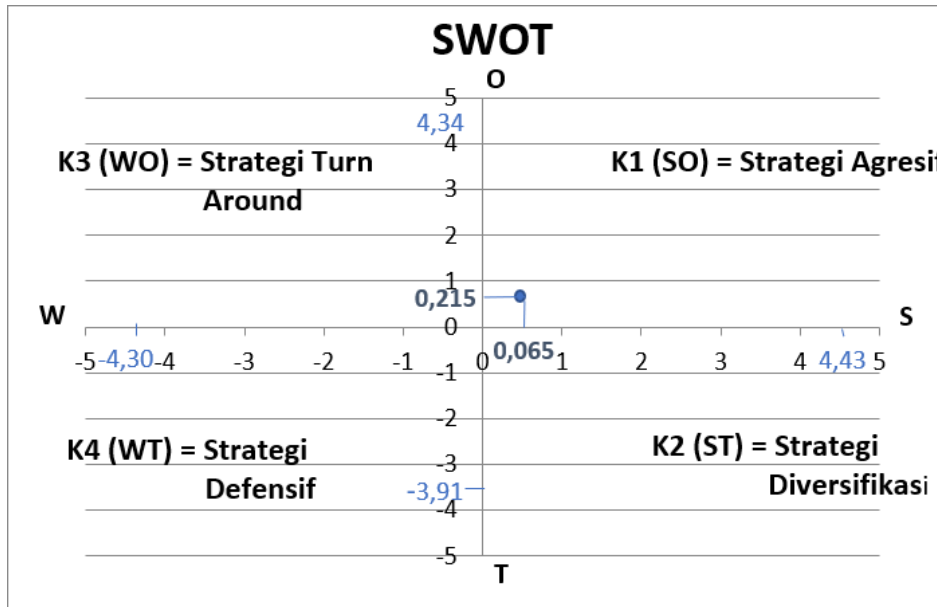 SWOT
O
5
4,34
4
K3 (WO) = Strategi Turn
Around
K1 (SO) = Strategi Agresif
3
2
1
0,215
W
0
S
-5
-4,30
-4
-3
-2
-1
0
0,065
1
2
3
4
4,43
5
-1
-2
K4 (WT) = Strategi
Defensif
K2 (ST) = Strategi
Diversifikasi
-3
-3,91
-4
-5
T